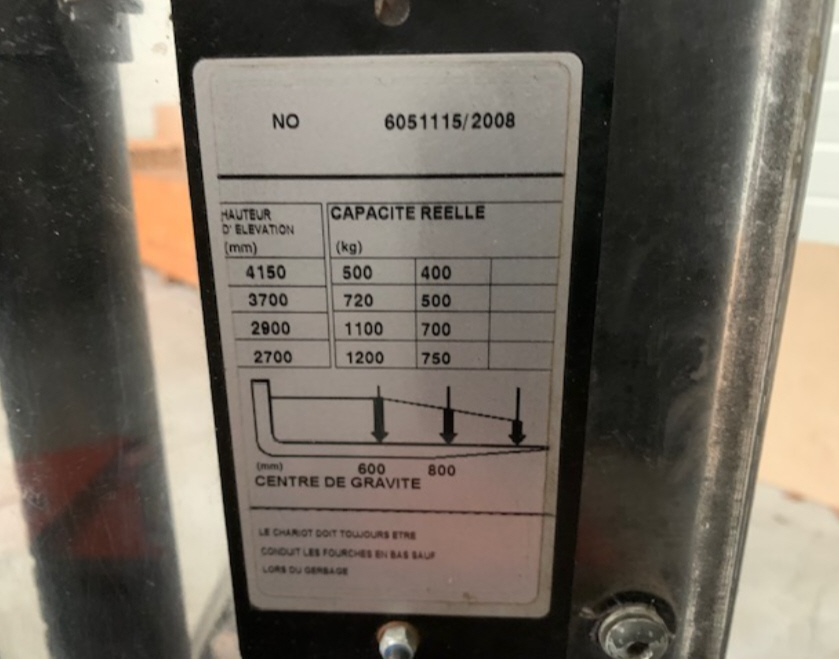 NO 6051115/2008
HAUTEUR
D' ELEVATION
(mm)
CAPACITE REELLE
(kg)
4150 500 400
3700 720 500
2900 1100 700
2700 1200 750
(mm) 600 800
CENTRE DE GRAVITE
LE CHARIOT DOIT TOUJOURS ETRE
CONDUIT LES FOURCHES EN BAS SAUF
LORS DU GERBAGE